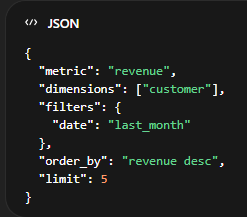 </> JSON
{
  "metric": "revenue",
  "dimensions": ["customer"],
  "filters": {
    "date": "last_month"
  },
  "order_by": "revenue desc",
  "limit": 5
}